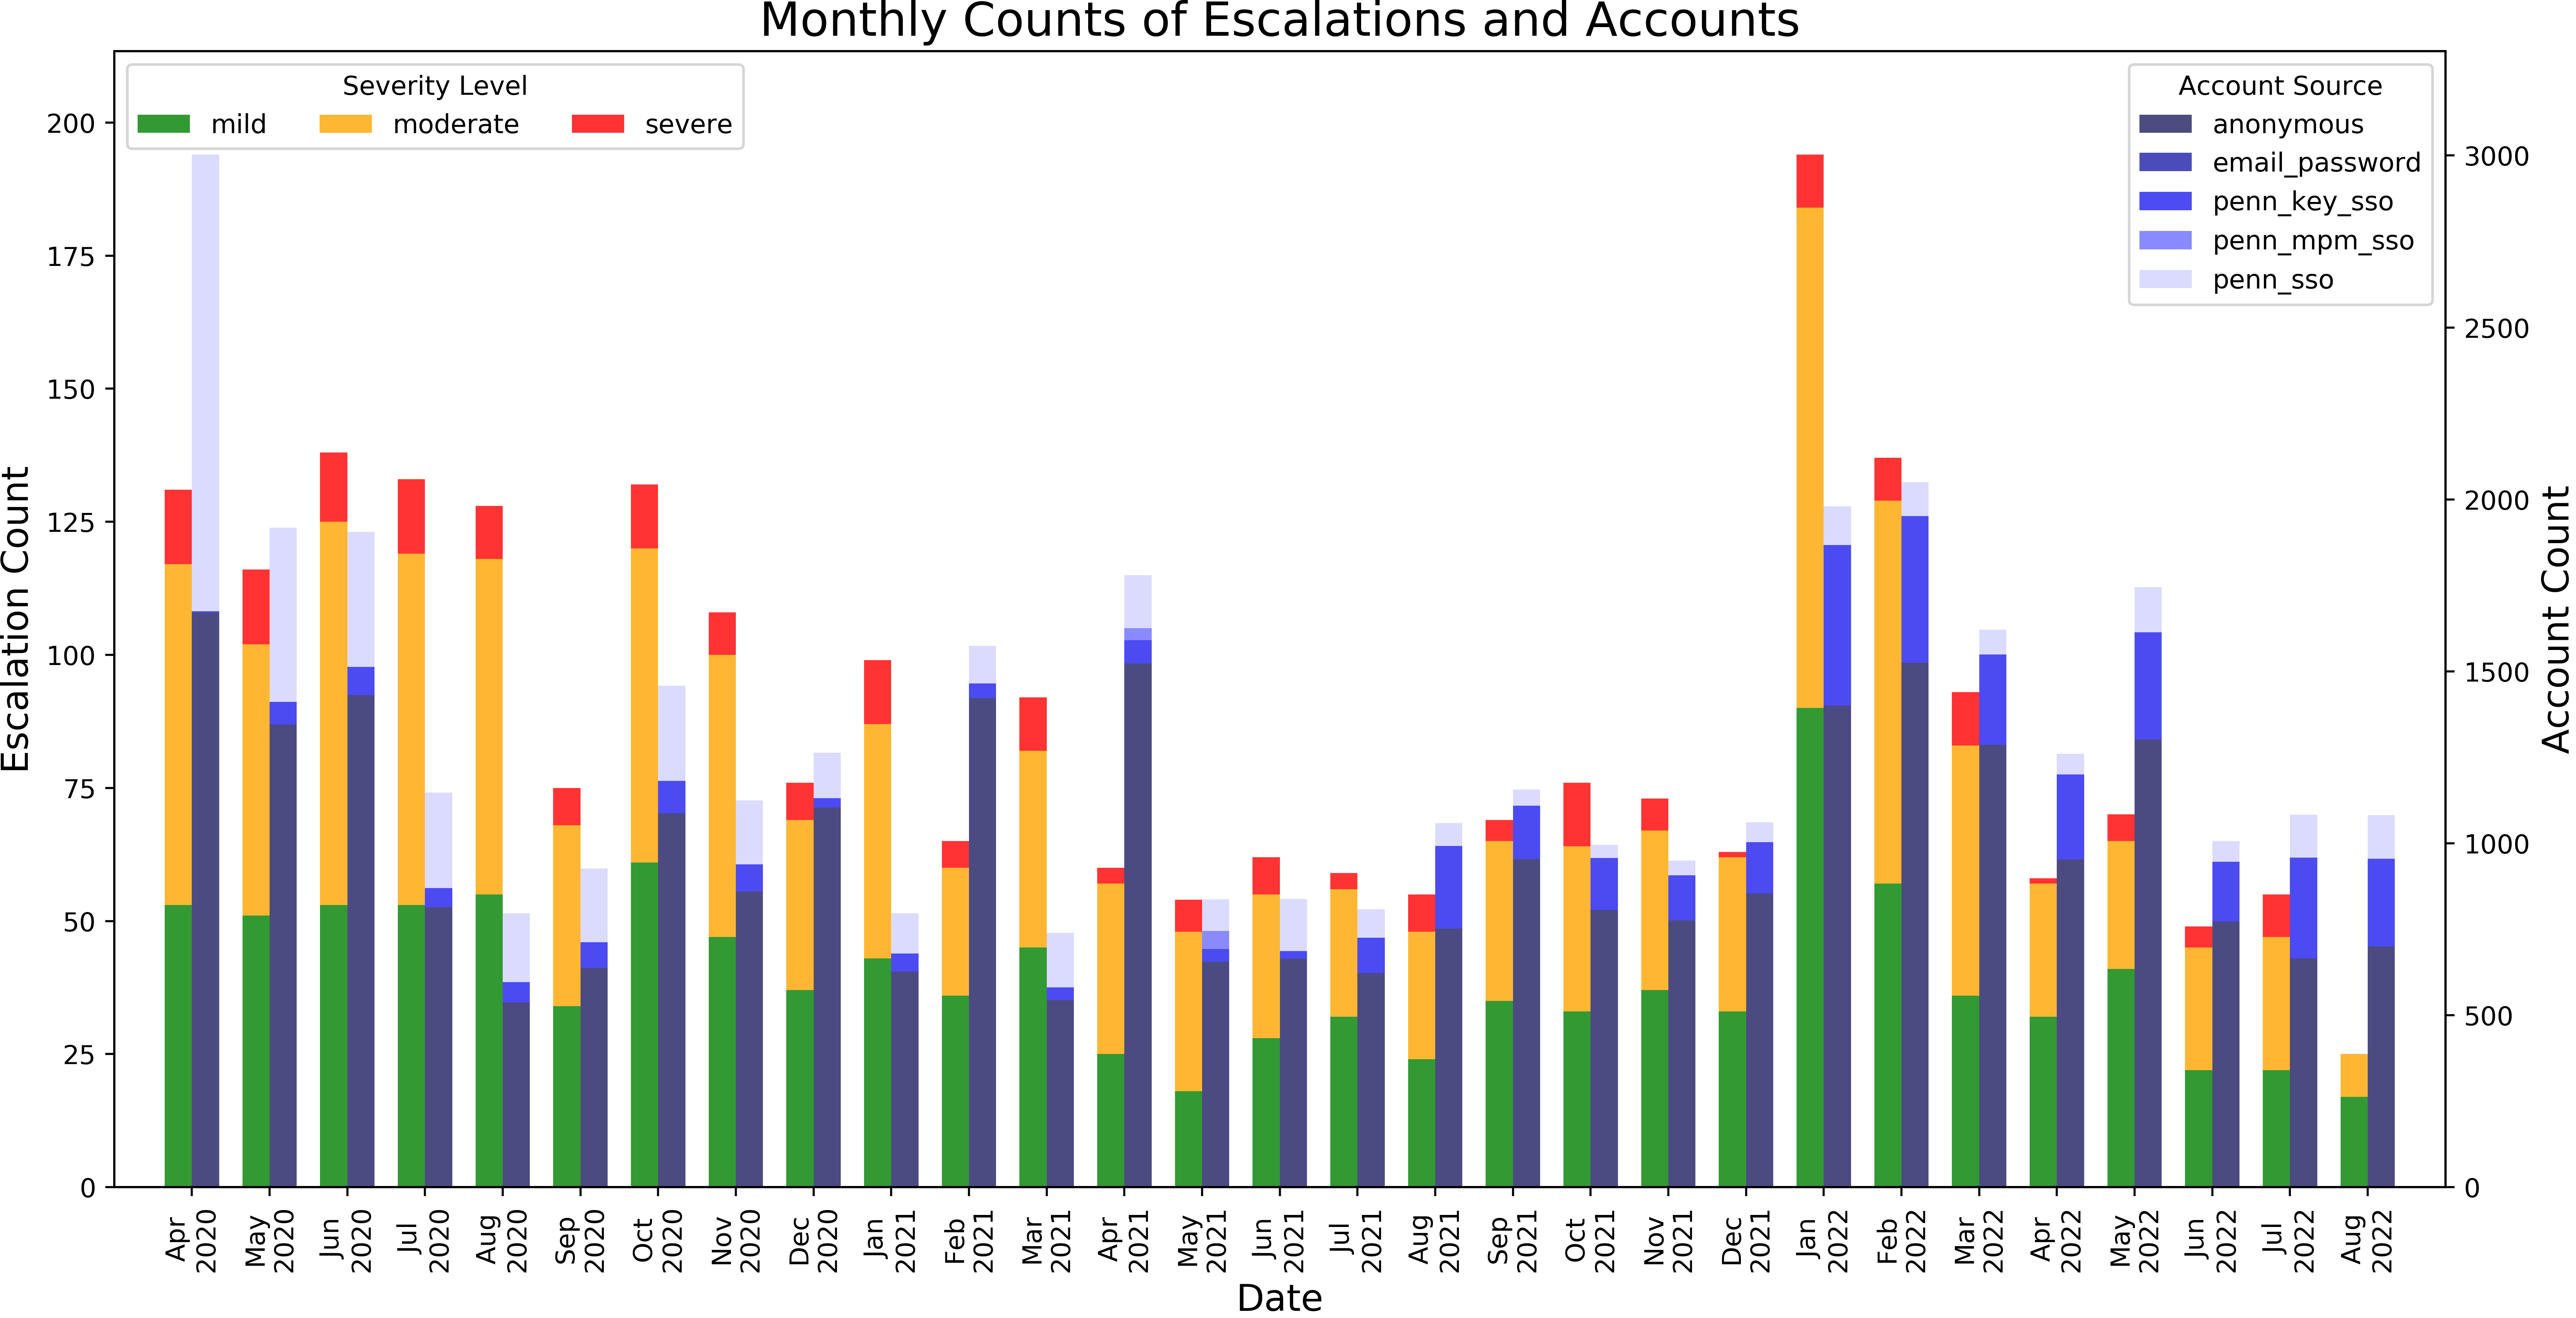 Monthly Counts of Escalations and Accounts
Severity Level
mild moderate severe
Account Source
anonymous
email_password
penn_key_sso
penn_mpm_sso
penn_sso
Escalation Count
200
175
150
125
100
75
50
25
0
Account Count
3000
2500
2000
1500
1000
500
0
Apr
2020
May
2020
Jun
2020
Jul
2020
Aug
2020
Sep
2020
Oct
2020
Nov
2020
Dec
2020
Jan
2021
Feb
2021
Mar
2021
Apr
2021
May
2021
Jun
2021
Jul
2021
Aug
2021
Sep
2021
Oct
2021
Nov
2021
Dec
2021
Jan
2022
Feb
2022
Mar
2022
Apr
2022
May
2022
Jun
2022
Jul
2022
Aug
2022
Date